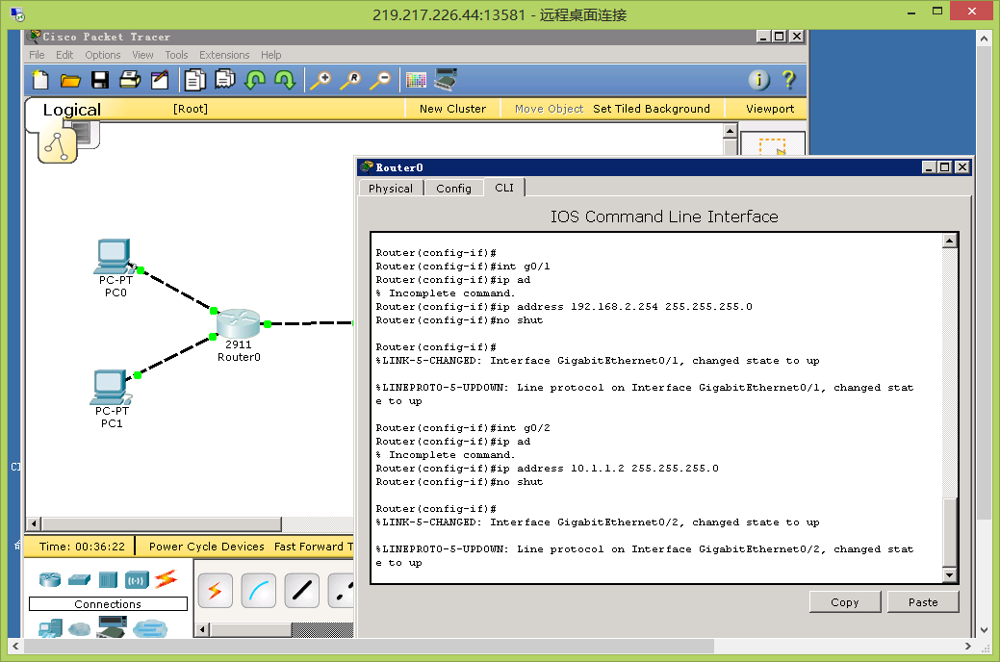 219.217.226.44:13581 - 远程桌面连接
Cisco Packet Tracer
File Edit Options View Tools Extensions Help
Logical [Root] New Cluster Move Object Set Tiled Background Viewport
Router0
Physical Config CLI
IOS Command Line Interface
Router(config-if)#
Router(config-if)#int g0/1
Router(config-if)#ip ad
% Incomplete command.
Router(config-if)#ip address 192.168.2.254 255.255.255.0
Router(config-if)#no shut
Router(config-if)#
%LINK-5-CHANGED: Interface GigabitEthernet0/1, changed state to up
%LINEPROTO-5-UPDOWN: Line protocol on Interface GigabitEthernet0/1, changed stat
e to up
Router(config-if)#int g0/2
Router(config-if)#ip ad
% Incomplete command.
Router(config-if)#ip address 10.1.1.2 255.255.255.0
Router(config-if)#no shut
Router(config-if)#
%LINK-5-CHANGED: Interface GigabitEthernet0/2, changed state to up
%LINEPROTO-5-UPDOWN: Line protocol on Interface GigabitEthernet0/2, changed stat
e to up
Copy Paste
PC-PT
PC0
2911
Router0
PC-PT
PC1
Time: 00:36:22 Power Cycle Devices Fast Forward T
Connections